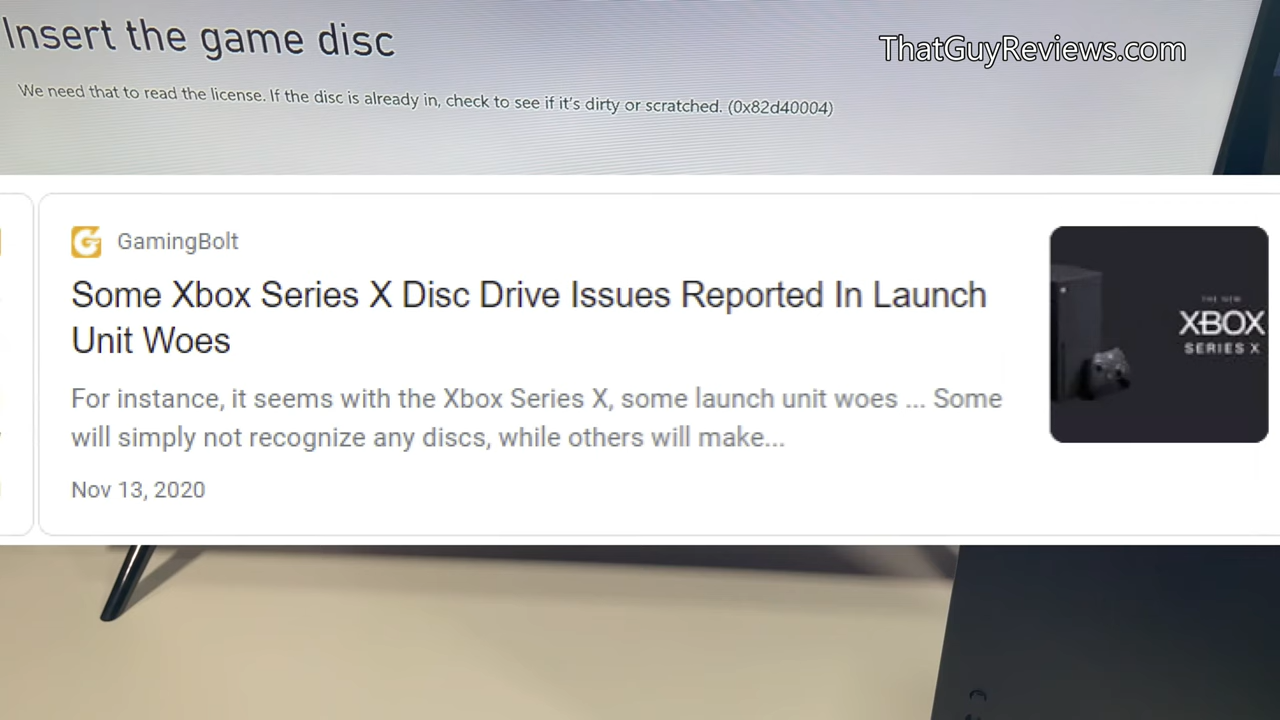 Insert the game disc
ThatGuyReviews.com
We need that to read the license. If the disc is already in, check to see if it's dirty or scratched. (0x82d40004)
GamingBolt
Some Xbox Series X Disc Drive Issues Reported In Launch
Unit Woes
For instance, it seems with the Xbox Series X, some launch unit woes ... Some
will simply not recognize any discs, while others will make...
Nov 13, 2020
THE NEW
XBOX
SERIES X